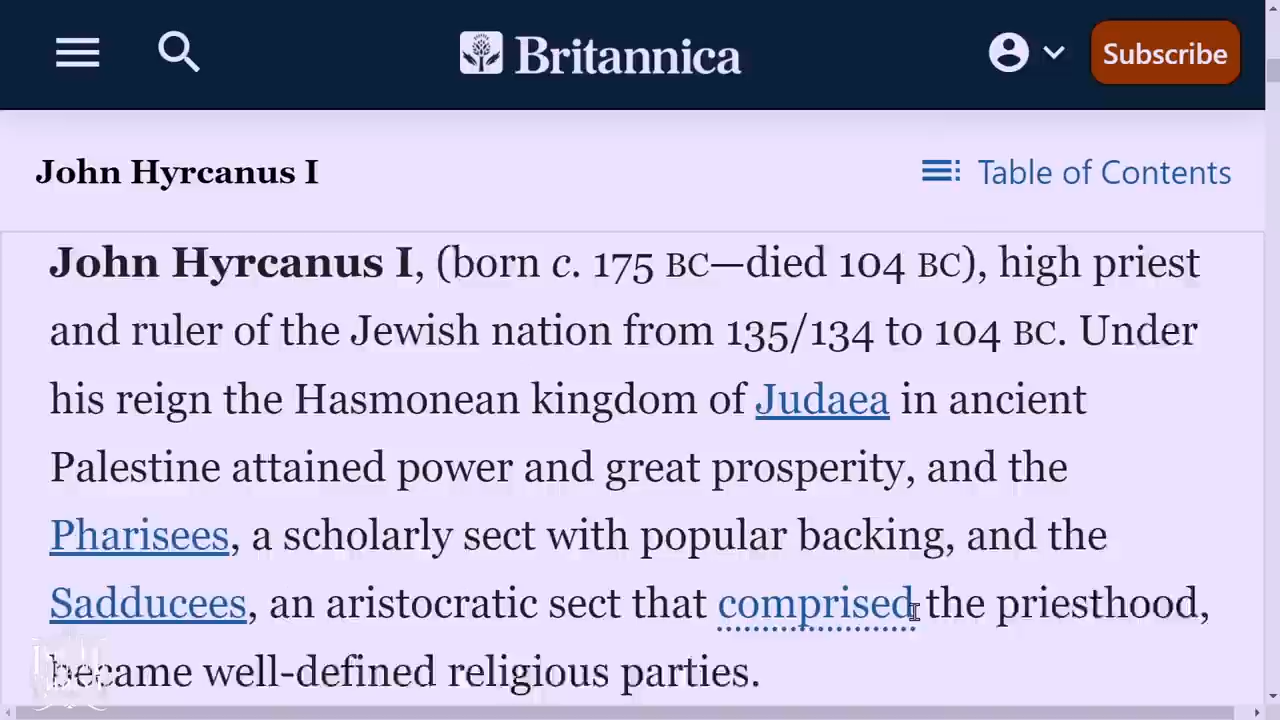 Britannica
Subscribe
John Hyrcanus I
Table of Contents
John Hyrcanus I, (born c. 175 BC—died 104 BC), high priest
and ruler of the Jewish nation from 135/134 to 104 BC. Under
his reign the Hasmonean kingdom of Judaea in ancient
Palestine attained power and great prosperity, and the
Pharisees, a scholarly sect with popular backing, and the
Sadducees, an aristocratic sect that comprised the priesthood,
became well-defined religious parties.